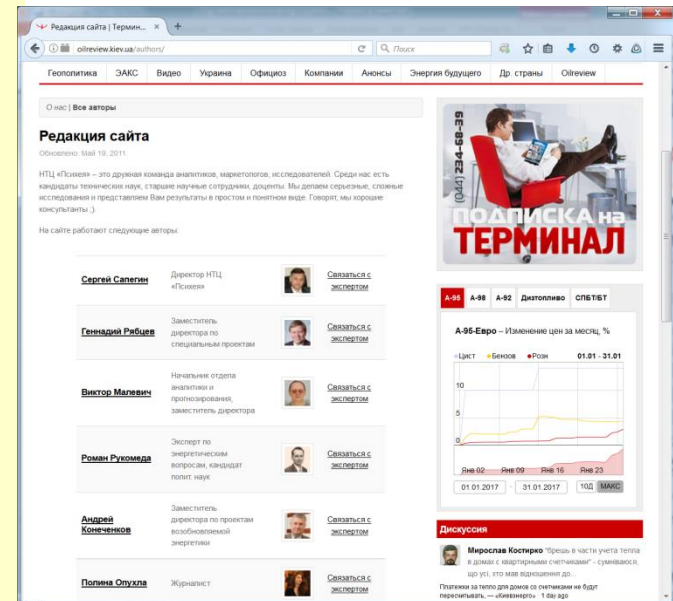 Редакция сайта | Термин...
oilreview.kiev.ua/authors/
Поиск
Геополитика ЭАКС Видео Украина Официоз Компании Анонсы Энергия будущего Др. страны Oilreview
О нас | Все авторы
Редакция сайта
Обновлено: Май 19, 2011
НТЦ «Психея» – это дружная команда аналитиков, маркетологов, исследователей. Среди нас есть
кандидаты технических наук, старшие научные сотрудники, доценты. Мы делаем серьезные, сложные
исследования и представляем Вам результаты в простом и понятном виде. Говорят, мы хорошие
консультанты ;)
На сайте работают следующие авторы:
Сергей Сапегин
Директор НТЦ
«Психея»
Связаться с
экспертом
Геннадий Рябцев
Заместитель
директора по
специальным проектам
Связаться с
экспертом
Виктор Малевич
Начальник отдела
аналитики и
прогнозирования,
заместитель директора
Связаться с
экспертом
Роман Рукомеда
Эксперт по
энергетическим
вопросам, кандидат
полит. наук
Связаться с
экспертом
Андрей
Конеченков
Заместитель
директора по проектам
возобновляемой
энергетики
Связаться с
экспертом
Полина Опухла
Журналист
Связаться с
экспертом
(044) 234-68-39
ПОДПИСКА на
ТЕРМИНАЛ
А-95 А-98 А-92 Дизтопливо СПБТ/БТ
А-95-Евро – Изменение цен за месяц, %
Цист Бензов Розн 01.01 - 31.01
10
5
0
Янв 02 Янв 09 Янв 16 Янв 23
01.01.2017 - 31.01.2017 10Д МАКС
Дискуссия
Мирослав Костирко "брешь в части учета тепла
в домах с квартирными счетчиками" - сумніваюся,
що усі, хто мав відношення до...
Платежки за тепло для домов со счетчиками не будут
пересчитывать, — «Киевэнерго» · 1 day ago